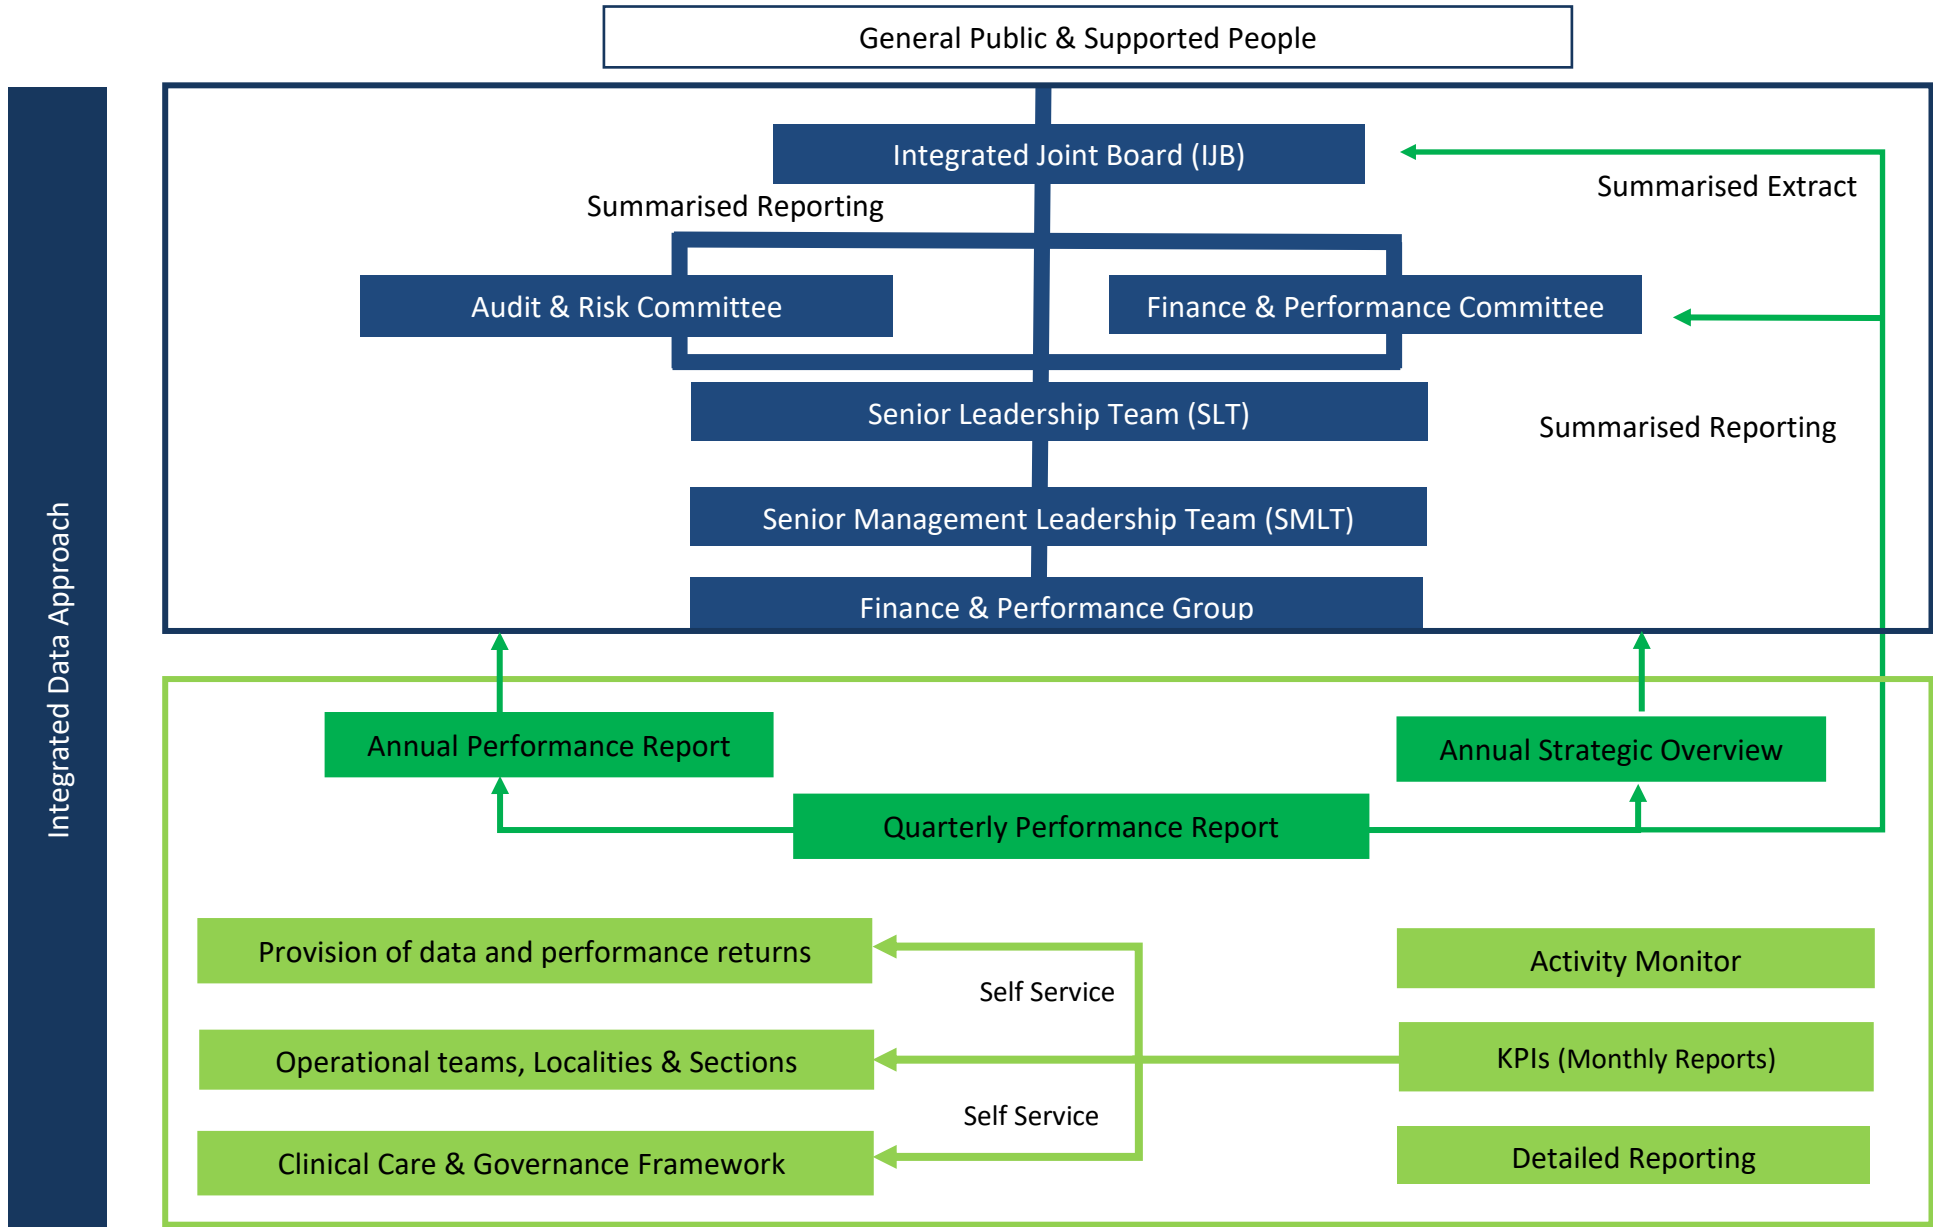 General Public & Supported People
Integrated Joint Board (IJB)
Summarised Extract
Summarised Reporting
Audit & Risk Committee
Finance & Performance Committee
Senior Leadership Team (SLT)
Summarised Reporting
Senior Management Leadership Team (SMLT)
Finance & Performance Group
Integrated Data Approach
Annual Performance Report
Annual Strategic Overview
Quarterly Performance Report
Provision of data and performance returns
Activity Monitor
Self Service
Operational teams, Localities & Sections
KPIs (Monthly Reports)
Self Service
Clinical Care & Governance Framework
Detailed Reporting